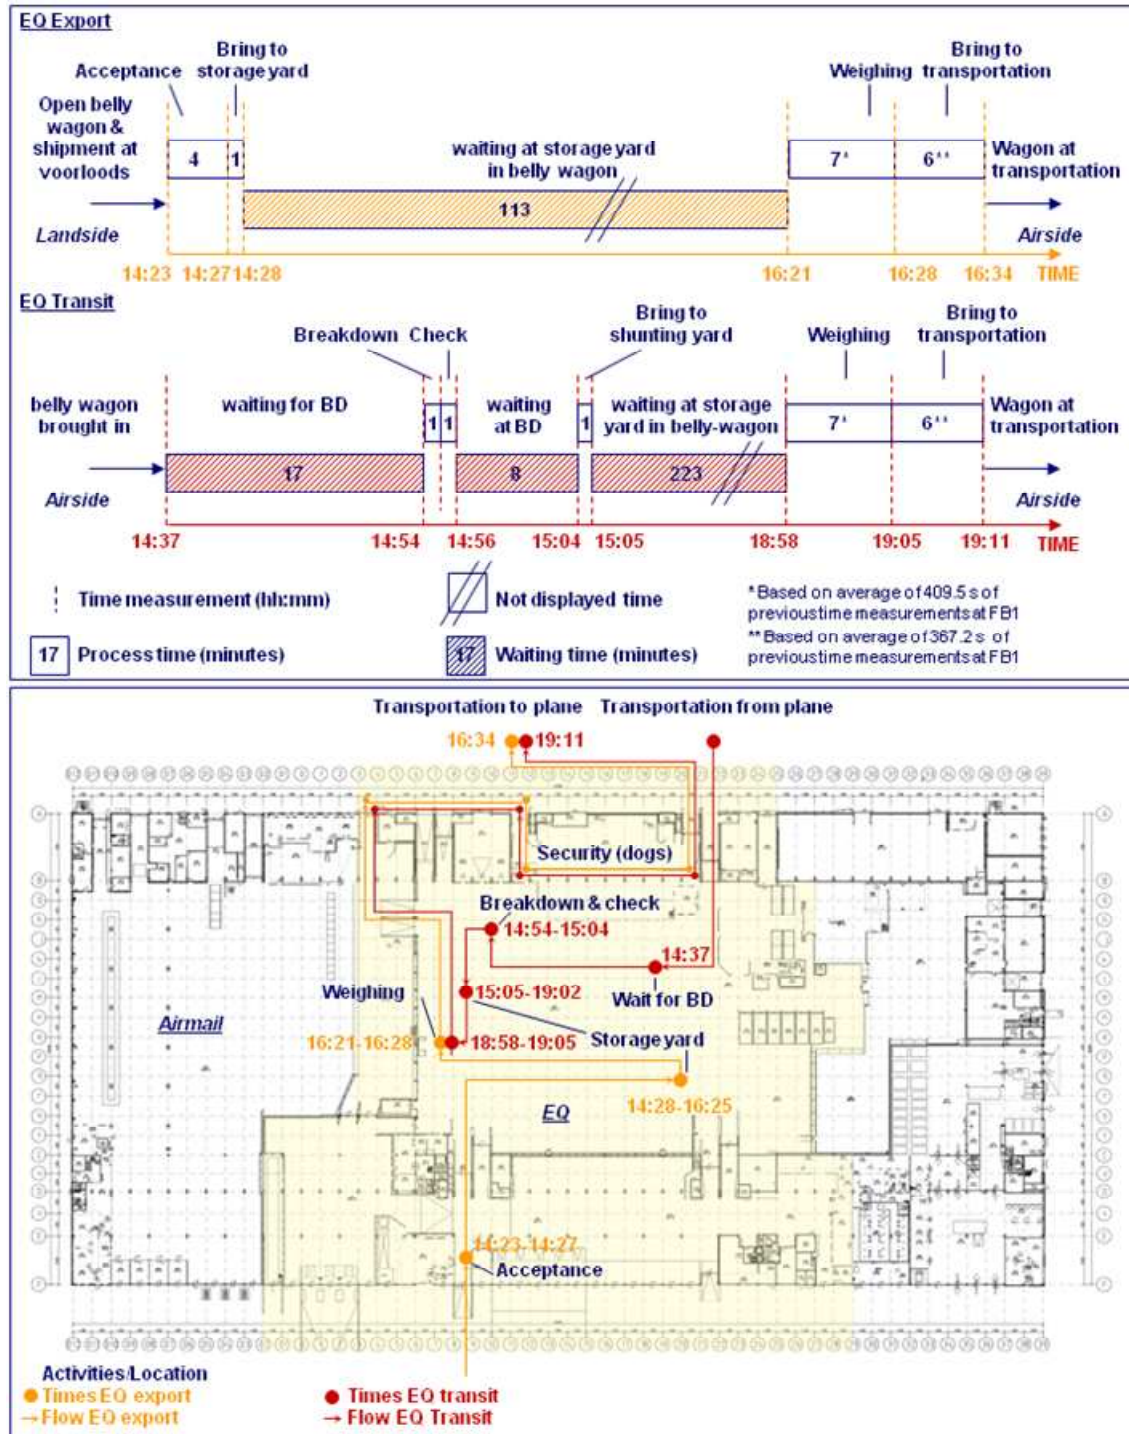 EQ Export
Bring to
Acceptance storage yard
Open belly
wagon &
shipment at
voorloods
Landside
4
1
waiting at storage yard
in belly wagon
113
Bring to
Weighing transportation
7*
6**
Wagon at
transportation
Airside
14:23 14:27 14:28 16:21 16:28 16:34 TIME
EQ Transit
Bring to
Breakdown Check shunting yard Weighing transportation
Bring to
belly wagon
brought in
Airside
waiting for BD
17
1
1
waiting
at BD
8
1
waiting at storage
yard in belly-wagon
223
7*
6**
Wagon at
transportation
Airside
14:37 14:54 14:56 15:04 15:05 18:58 19:05 19:11 TIME
Time measurement (hh:mm)
Not displayed time
17 Process time (minutes)
17 Waiting time (minutes)
*Based on average of 409.5 s of
previous time measurements at FB1
**Based on average of 367.2 s of
previous time measurements at FB1
Transportation to plane Transportation from plane
16:34 19:11
Security (dogs)
Breakdown & check
14:54-15:04
14:37
Wait for BD
Weighing
15:05-19:02
Airmail
Storage yard
16:21-16:28
18:58-19:05
14:28-16:25
EQ
14:23-14:27
Acceptance
Activities/Location
Times EQ export
Flow EQ export
Times EQ transit
Flow EQ Transit